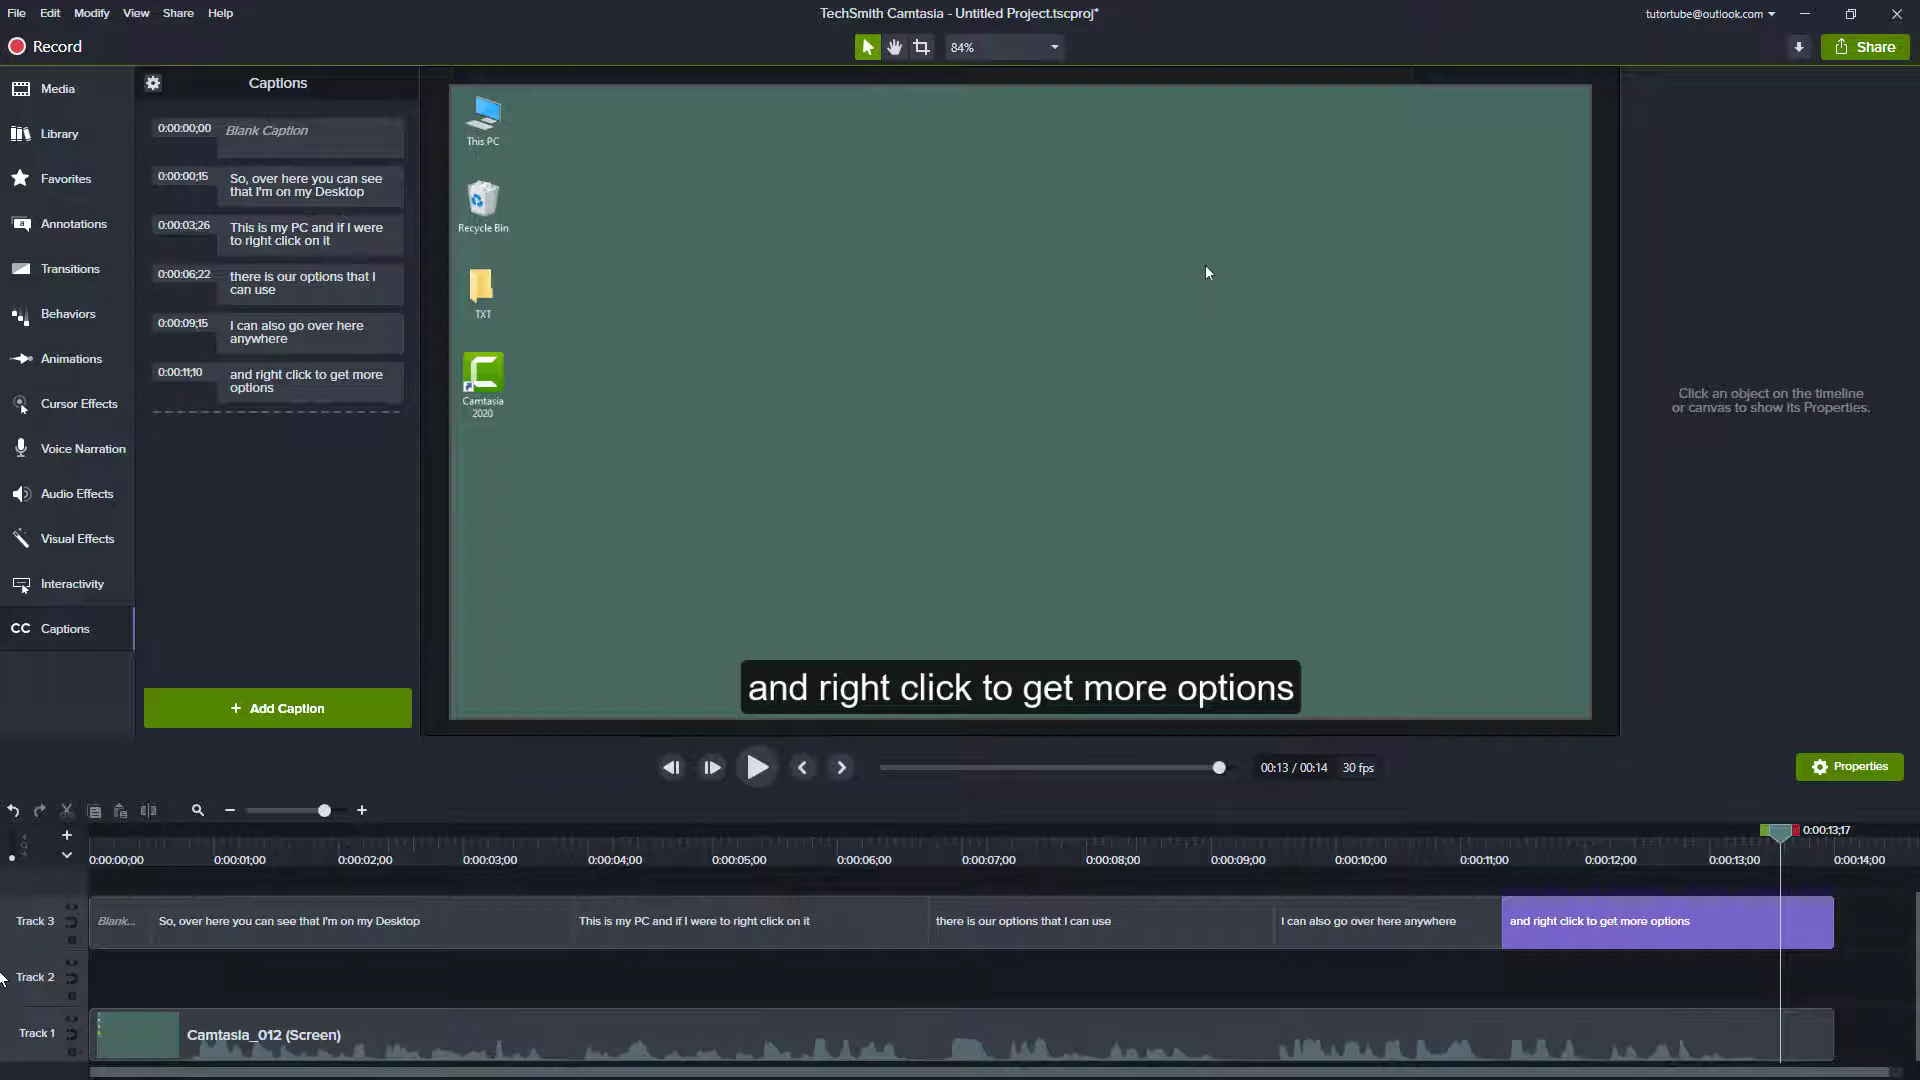 File Edit Modify View Share Help
TechSmith Camtasia - Untitled Project.tscproj*
tutortube@outlook.com
Record
84%
Share
Media
Library
Favorites
Annotations
Transitions
Behaviors
Animations
Cursor Effects
Voice Narration
Audio Effects
Visual Effects
Interactivity
CC Captions
Captions
0:00:00;00 Blank Caption
0:00:00;15 So, over here you can see
that I'm on my Desktop
0:00:03;26 This is my PC and if I were
to right click on it
0:00:06;22 there is our options that I
can use
0:00:09;15 I can also go over here
anywhere
0:00:11;10 and right click to get more
options
+ Add Caption
This PC
Recycle Bin
TXT
Camtasia
2020
and right click to get more options
Click an object on the timeline
or canvas to show its Properties.
00:13 / 00:14 30 fps
Properties
0:00:13;17
0:00:00;00 0:00:01;00 0:00:02;00 0:00:03;00 0:00:04;00 0:00:05;00 0:00:06;00 0:00:07;00 0:00:08;00 0:00:09;00 0:00:10;00 0:00:11;00 0:00:12;00 0:00:13;00 0:00:14;00
Track 3 Blank... So, over here you can see that I'm on my Desktop This is my PC and if I were to right click on it there is our options that I can use I can also go over here anywhere and right click to get more options
Track 2
Track 1 Camtasia_012 (Screen)